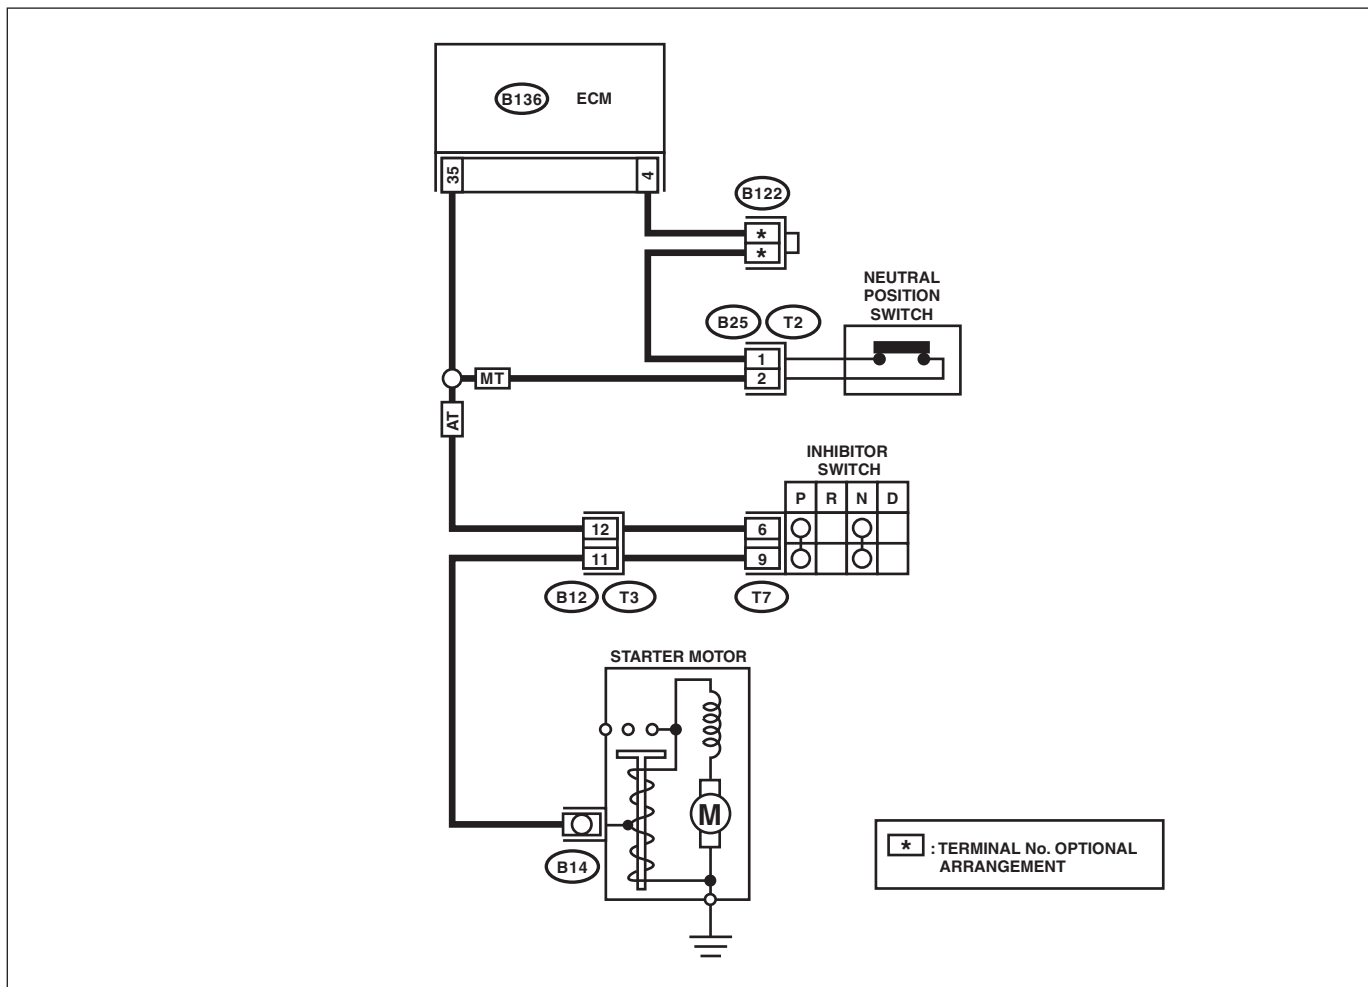 B136 ECM
35 4
B122
*
*
NEUTRAL
POSITION
SWITCH
B25 T2
1
2
MT
AT
INHIBITOR
SWITCH
P R N D
12 6
11 9
B12 T3 T7
STARTER MOTOR
M
B14
* : TERMINAL No. OPTIONAL
ARRANGEMENT